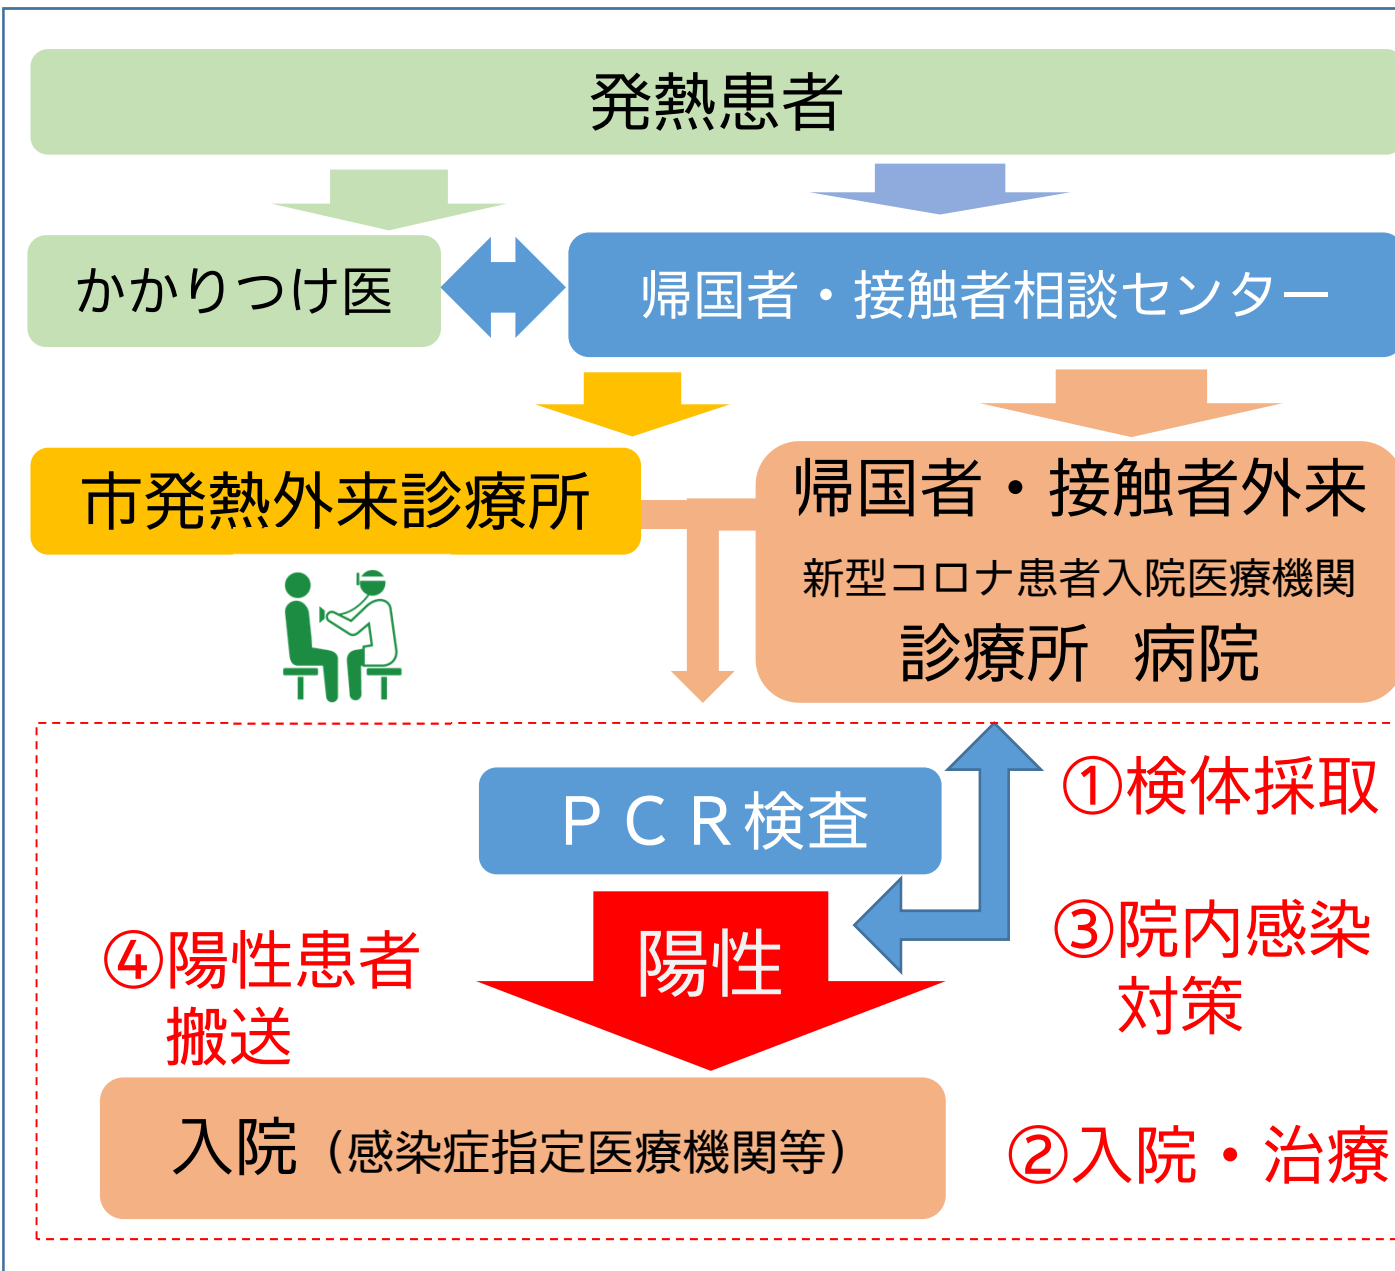 発熱患者
かかりつけ医
帰国者・接触者相談センター
市発熱外来診療所
帰国者・接触者外来
新型コロナ患者入院医療機関
診療所 病院
PCR検査
①検体採取
陽性
③院内感染
対策
④陽性患者
搬送
入院（感染症指定医療機関等）
②入院・治療